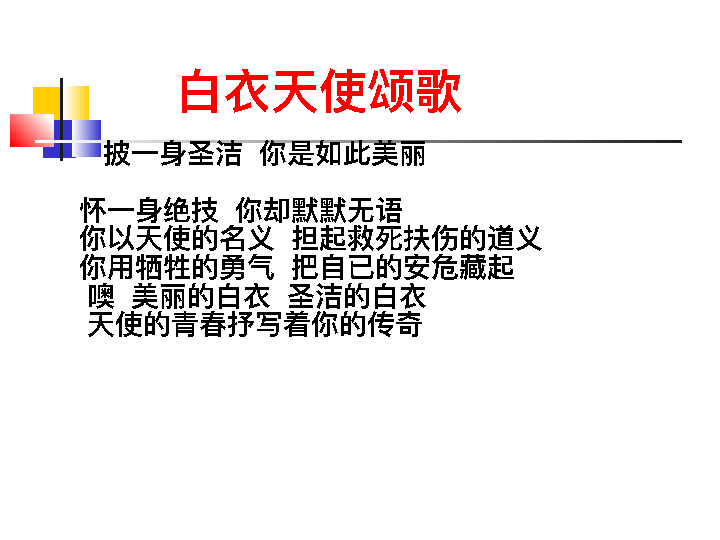 白衣天使颂歌
披一身圣洁 你是如此美丽
怀一身绝技 你却默默无语
你以天使的名义 担起救死扶伤的道义
你用牺牲的勇气 把自己的安危藏起
噢 美丽的白衣 圣洁的白衣
天使的青春抒写着你的传奇